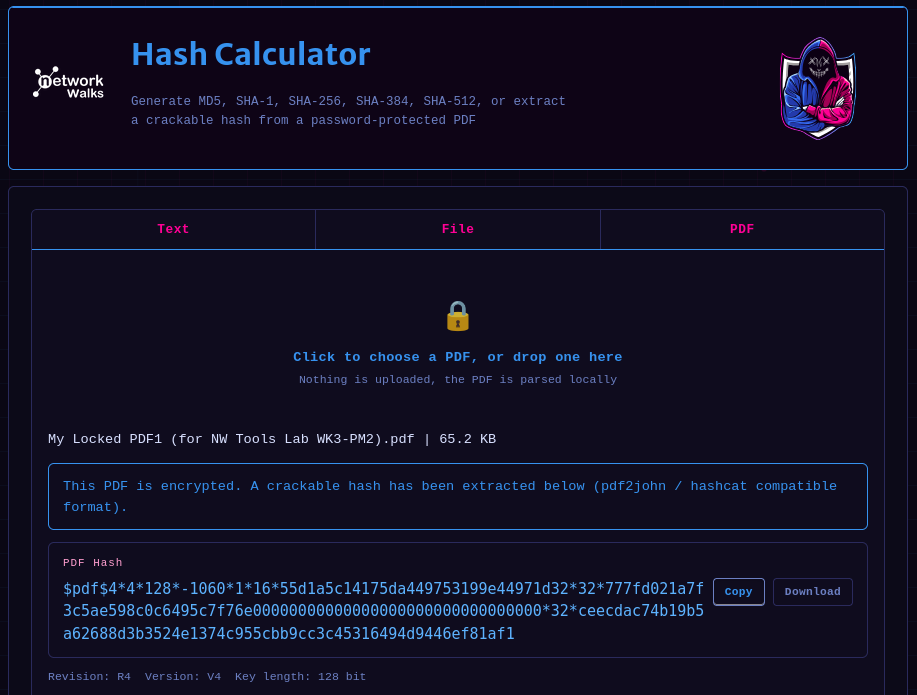 network
Walks
Hash Calculator
Generate MD5, SHA-1, SHA-256, SHA-384, SHA-512, or extract
a crackable hash from a password-protected PDF
Text
File
PDF
Click to choose a PDF, or drop one here
Nothing is uploaded, the PDF is parsed locally
My Locked PDF1 (for NW Tools Lab WK3-PM2).pdf | 65.2 KB
This PDF is encrypted. A crackable hash has been extracted below (pdf2john / hashcat compatible
format).
PDF Hash
$pdf$4*4*128*-1060*1*16*55d1a5c14175da449753199e44971d32*32*777fd021a7f
3c5ae598c0c6495c7f76e00000000000000000000000000000000*32*ceecdac74b19b5
a62688d3b3524e1374c955cbb9cc3c45316494d9446ef81af1
Copy
Download
Revision: R4 Version: V4 Key length: 128 bit